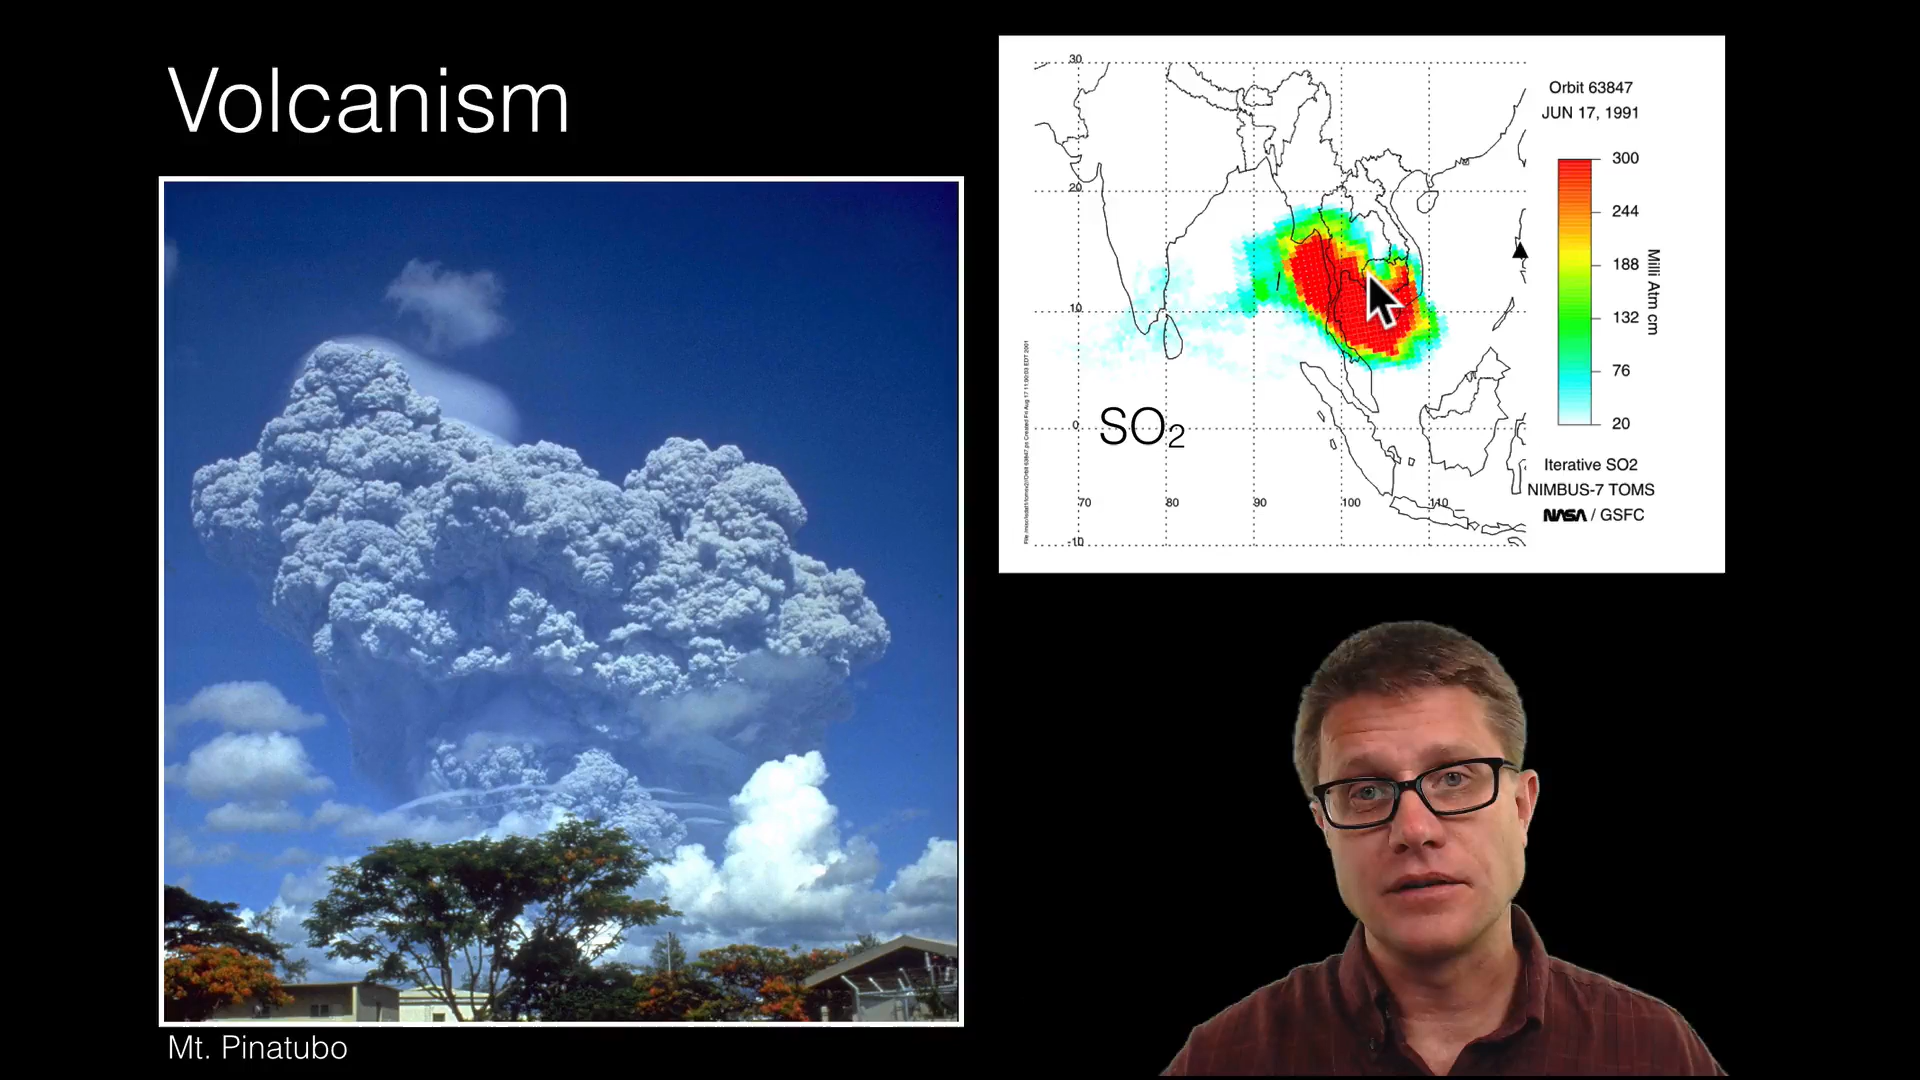 Volcanism
Mt. Pinatubo
30
20
10
0
-10
70
80
90
100
110
SO₂
Orbit 63847
JUN 17, 1991
300
244
188
132
76
20
Milli Atm cm
Iterative SO2
NIMBUS-7 TOMS
NASA / GSFC